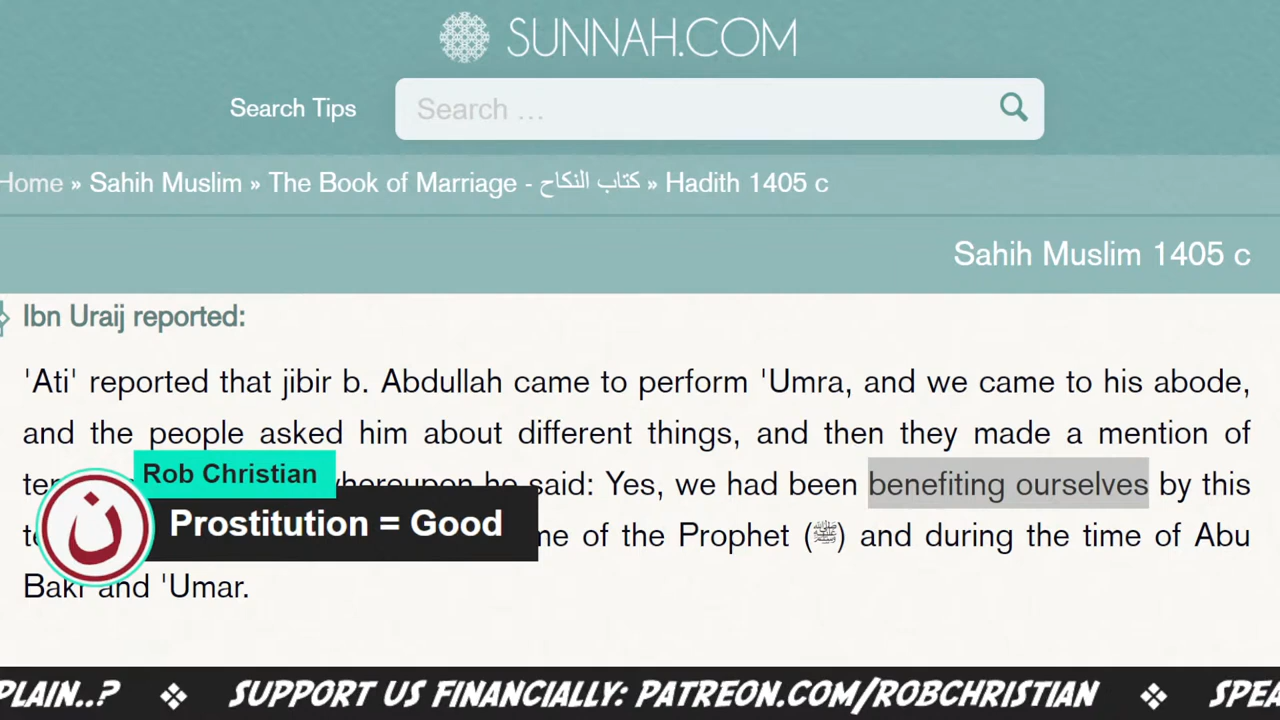 SUNNAH.COM
Search Tips
Search …
Home » Sahih Muslim » The Book of Marriage - كتاب النكاح » Hadith 1405 c
Sahih Muslim 1405 c
Ibn Uraij reported:
'Ati' reported that jibir b. Abdullah came to perform 'Umra, and we came to his abode,
and the people asked him about different things, and then they made a mention of
whereupon he said: Yes, we had been benefiting ourselves by this
of the Prophet (ﷺ) and during the time of Abu
Bakr and 'Umar.
Rob Christian
ن
Prostitution = Good
PLAIN..? ❖ SUPPORT US FINANCIALLY: PATREON.COM/ROBCHRISTIAN ❖ SPEA